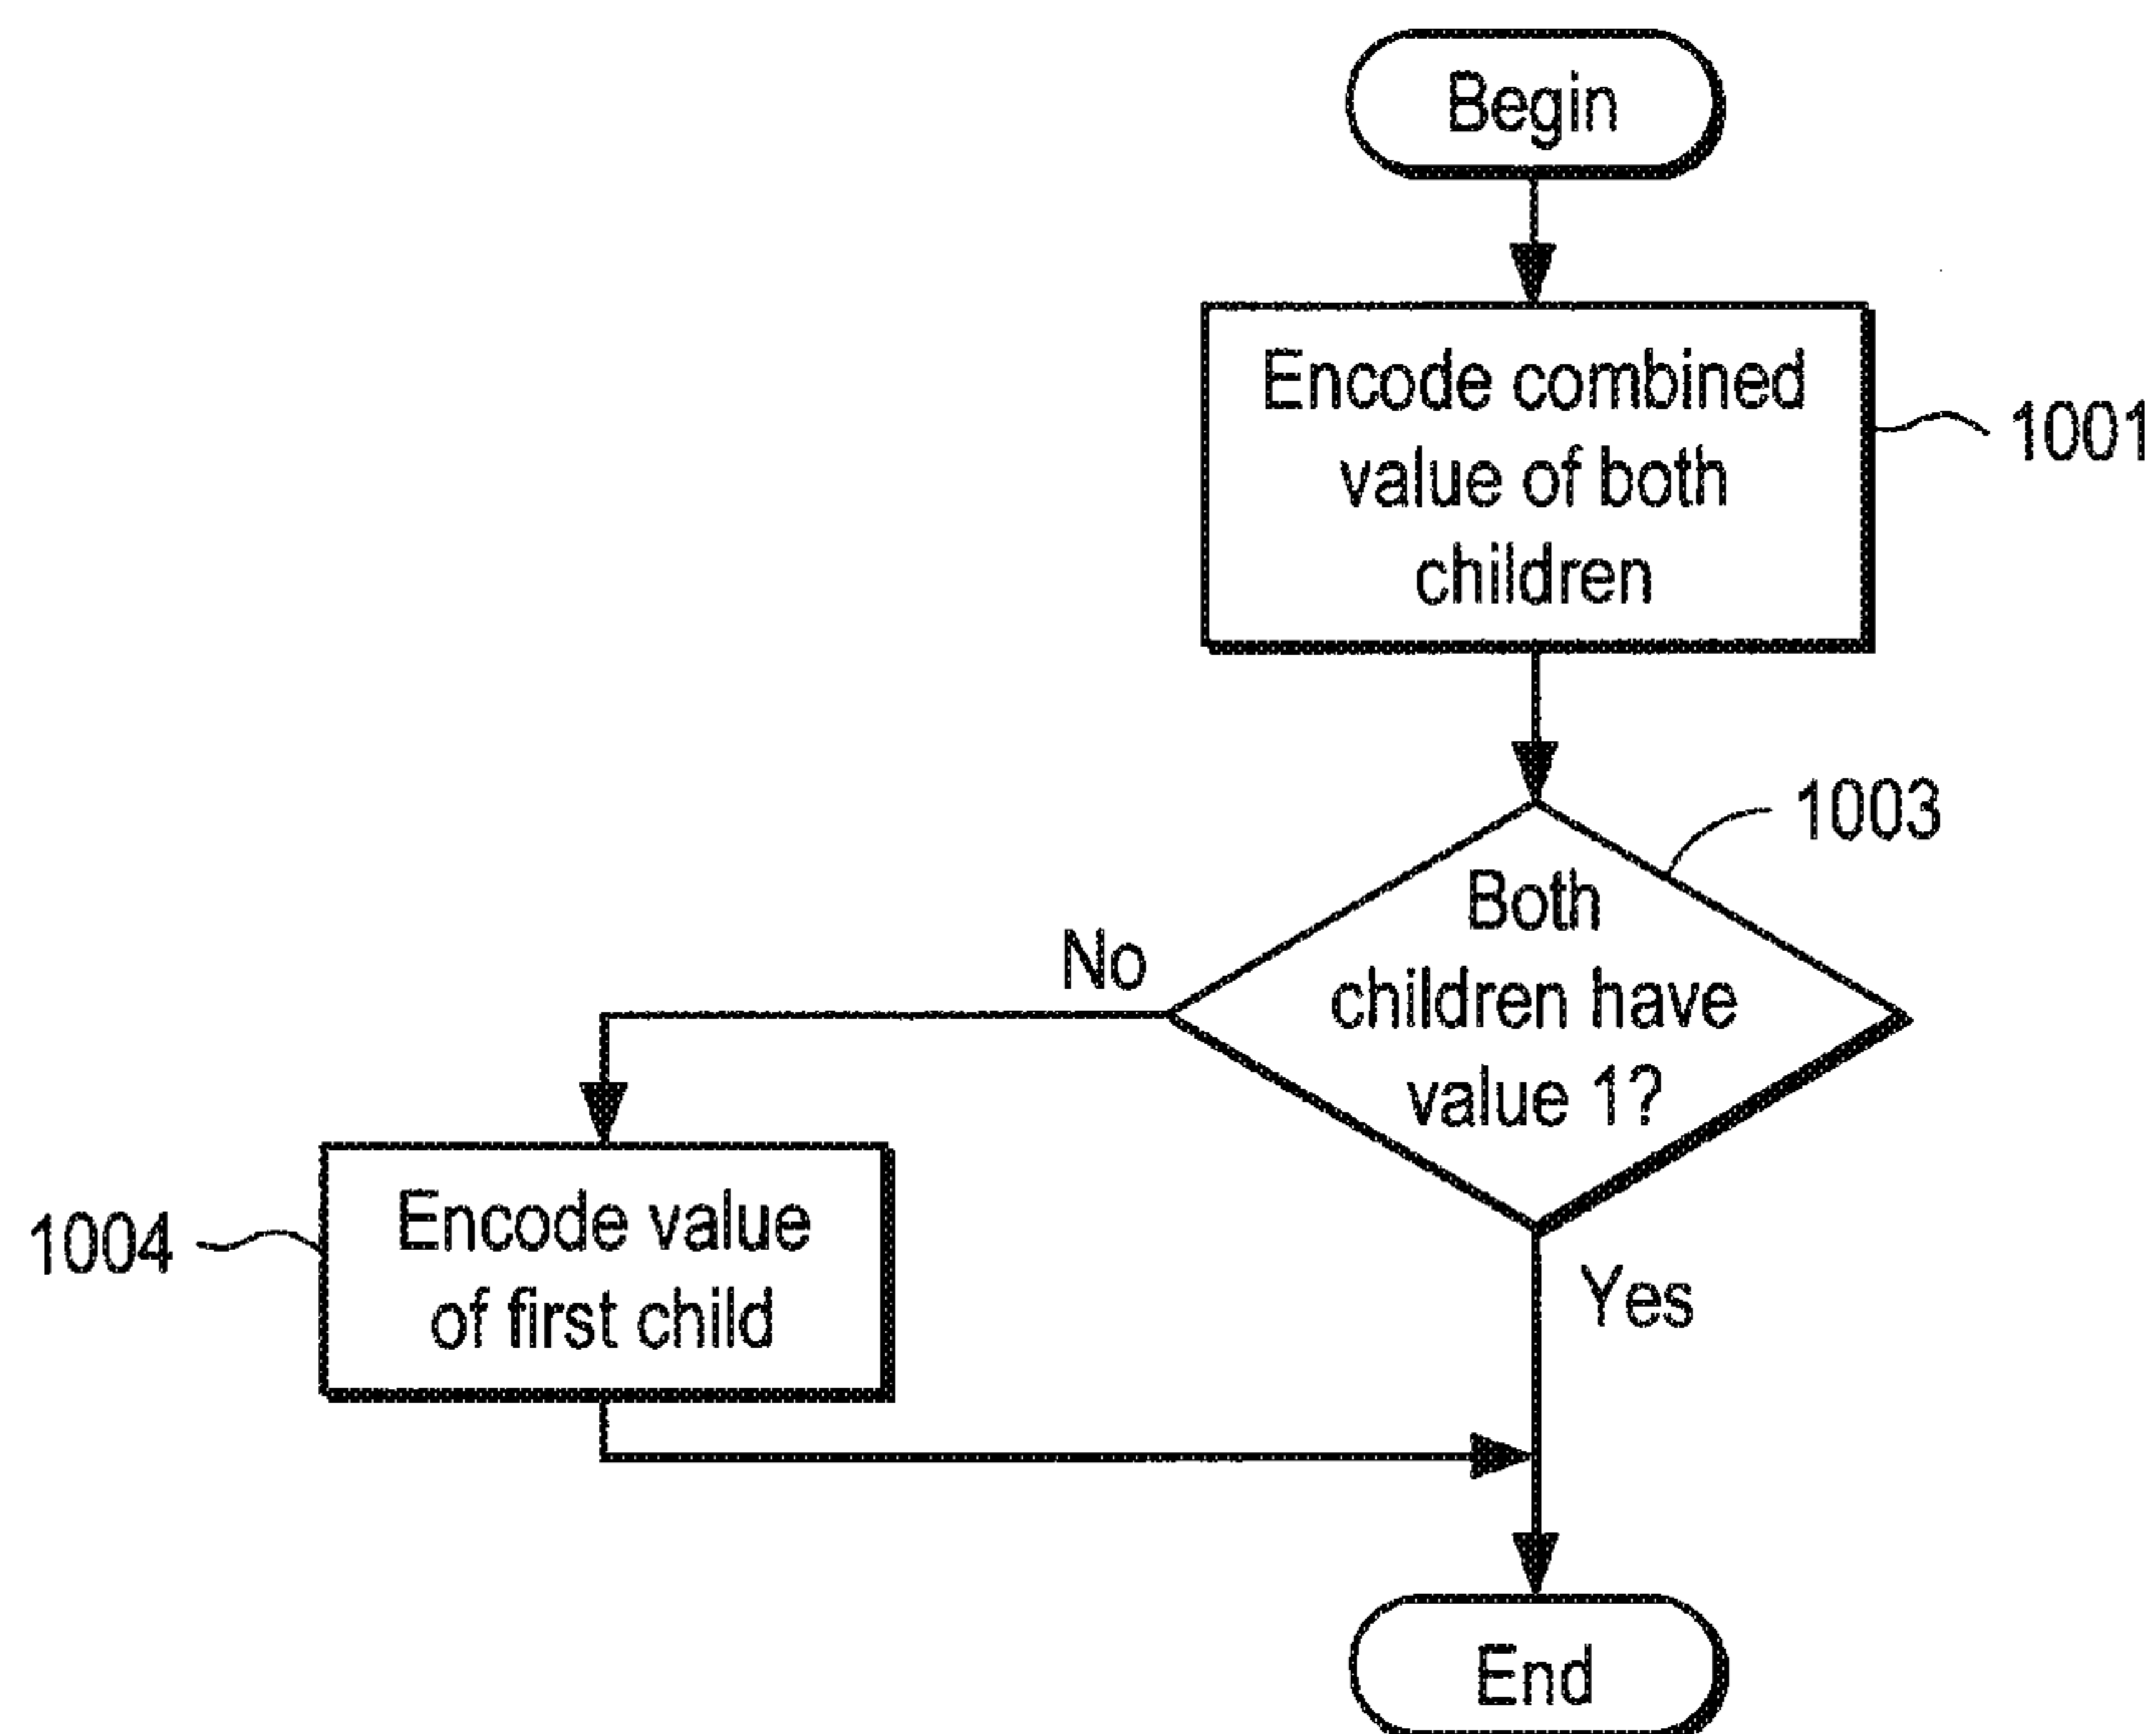 Begin
Encode combined
value of both
children
1001
1003
Both
children have
value 1?
No
Yes
1004
Encode value
of first child
End